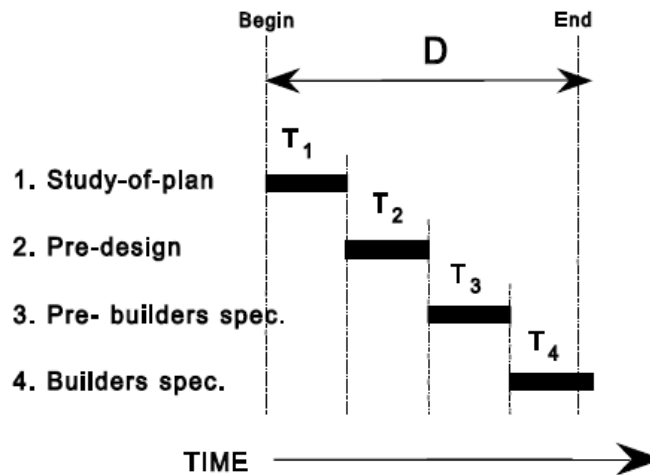 Begin End
D
T1
1. Study-of-plan
T2
2. Pre-design
T3
3. Pre- builders spec.
T4
4. Builders spec.
TIME